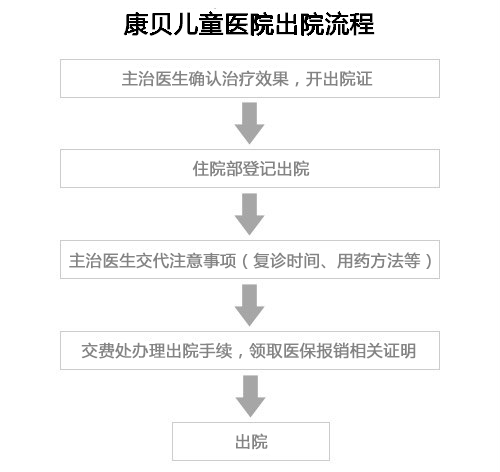 康贝儿童医院出院流程
主治医生确认治疗效果，开出院证
住院部登记出院
主治医生交代注意事项（复诊时间、用药方法等）
交费处办理出院手续，领取医保报销相关证明
出院